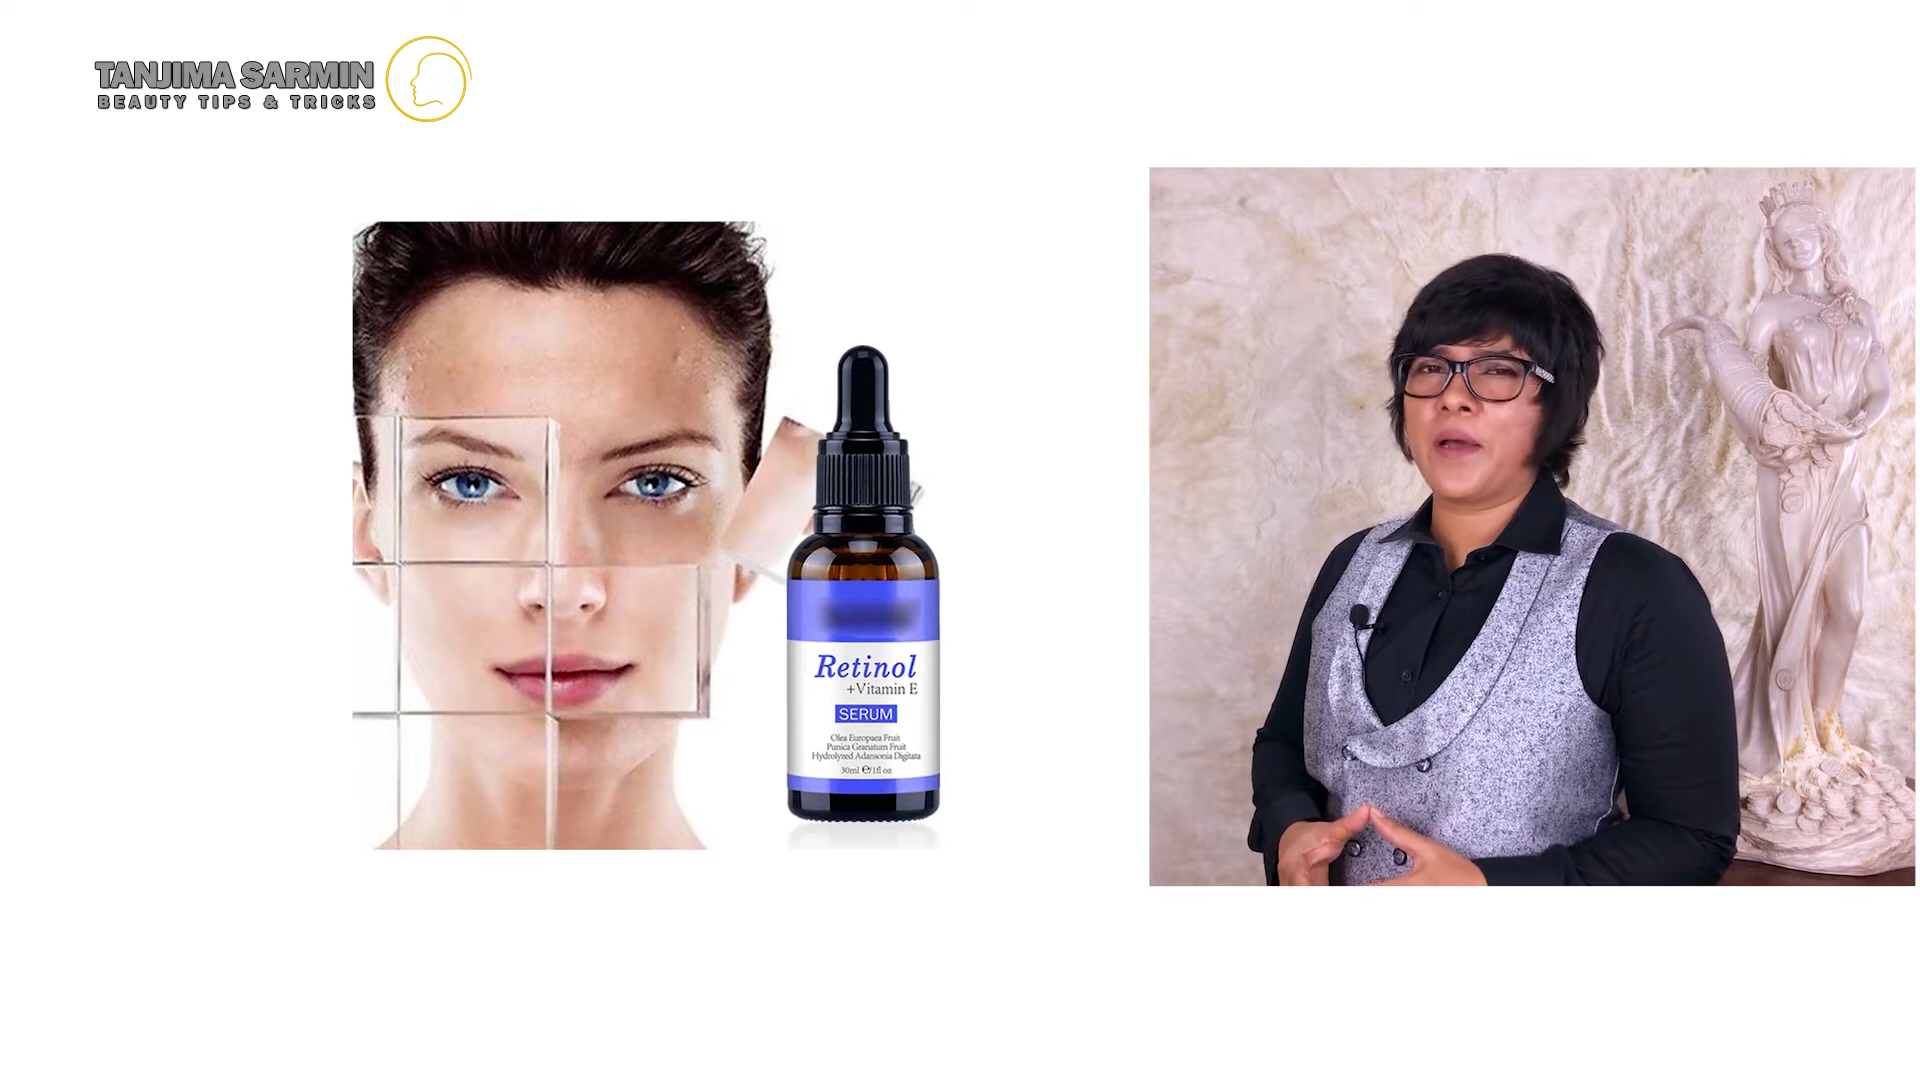 TANJIMA SARMIN
BEAUTY TIPS & TRICKS
Retinol
+Vitamin E
SERUM
Olea Europaea Fruit
Punica Granatum Fruit
Hydrolyzed Adansonia Digitata
30ml ℮/1fl oz